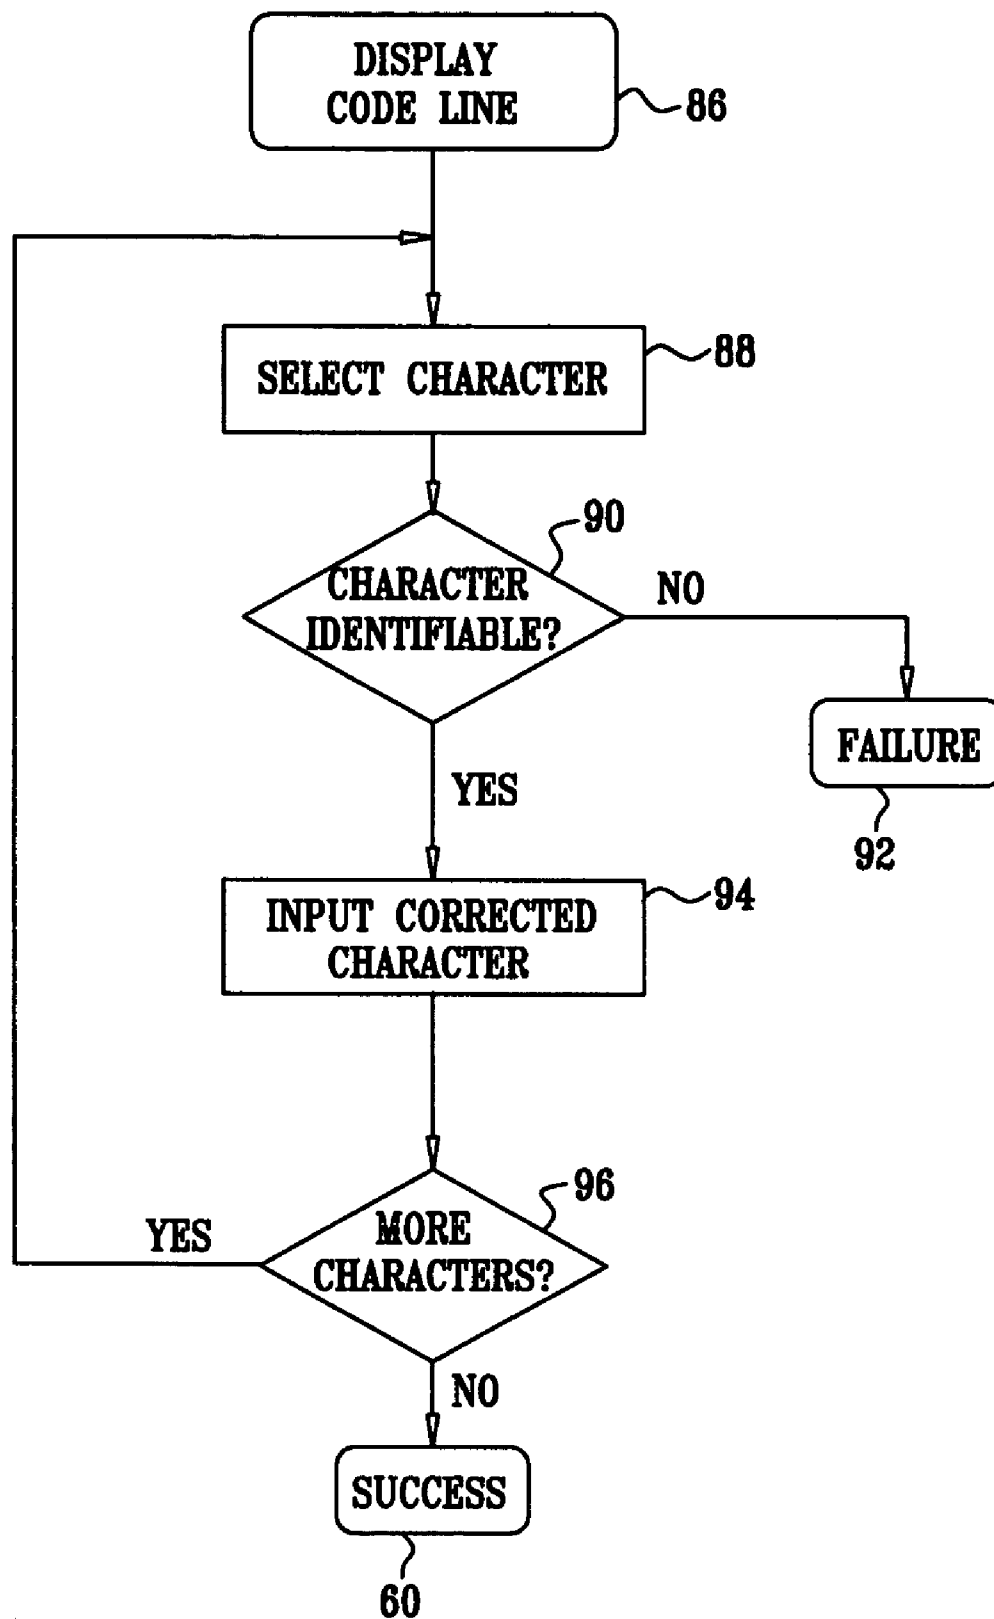 DISPLAY
CODE LINE
86
SELECT CHARACTER
88
90
CHARACTER
IDENTIFIABLE?
NO
FAILURE
92
YES
INPUT CORRECTED
CHARACTER
94
96
MORE
CHARACTERS?
YES
NO
SUCCESS
60